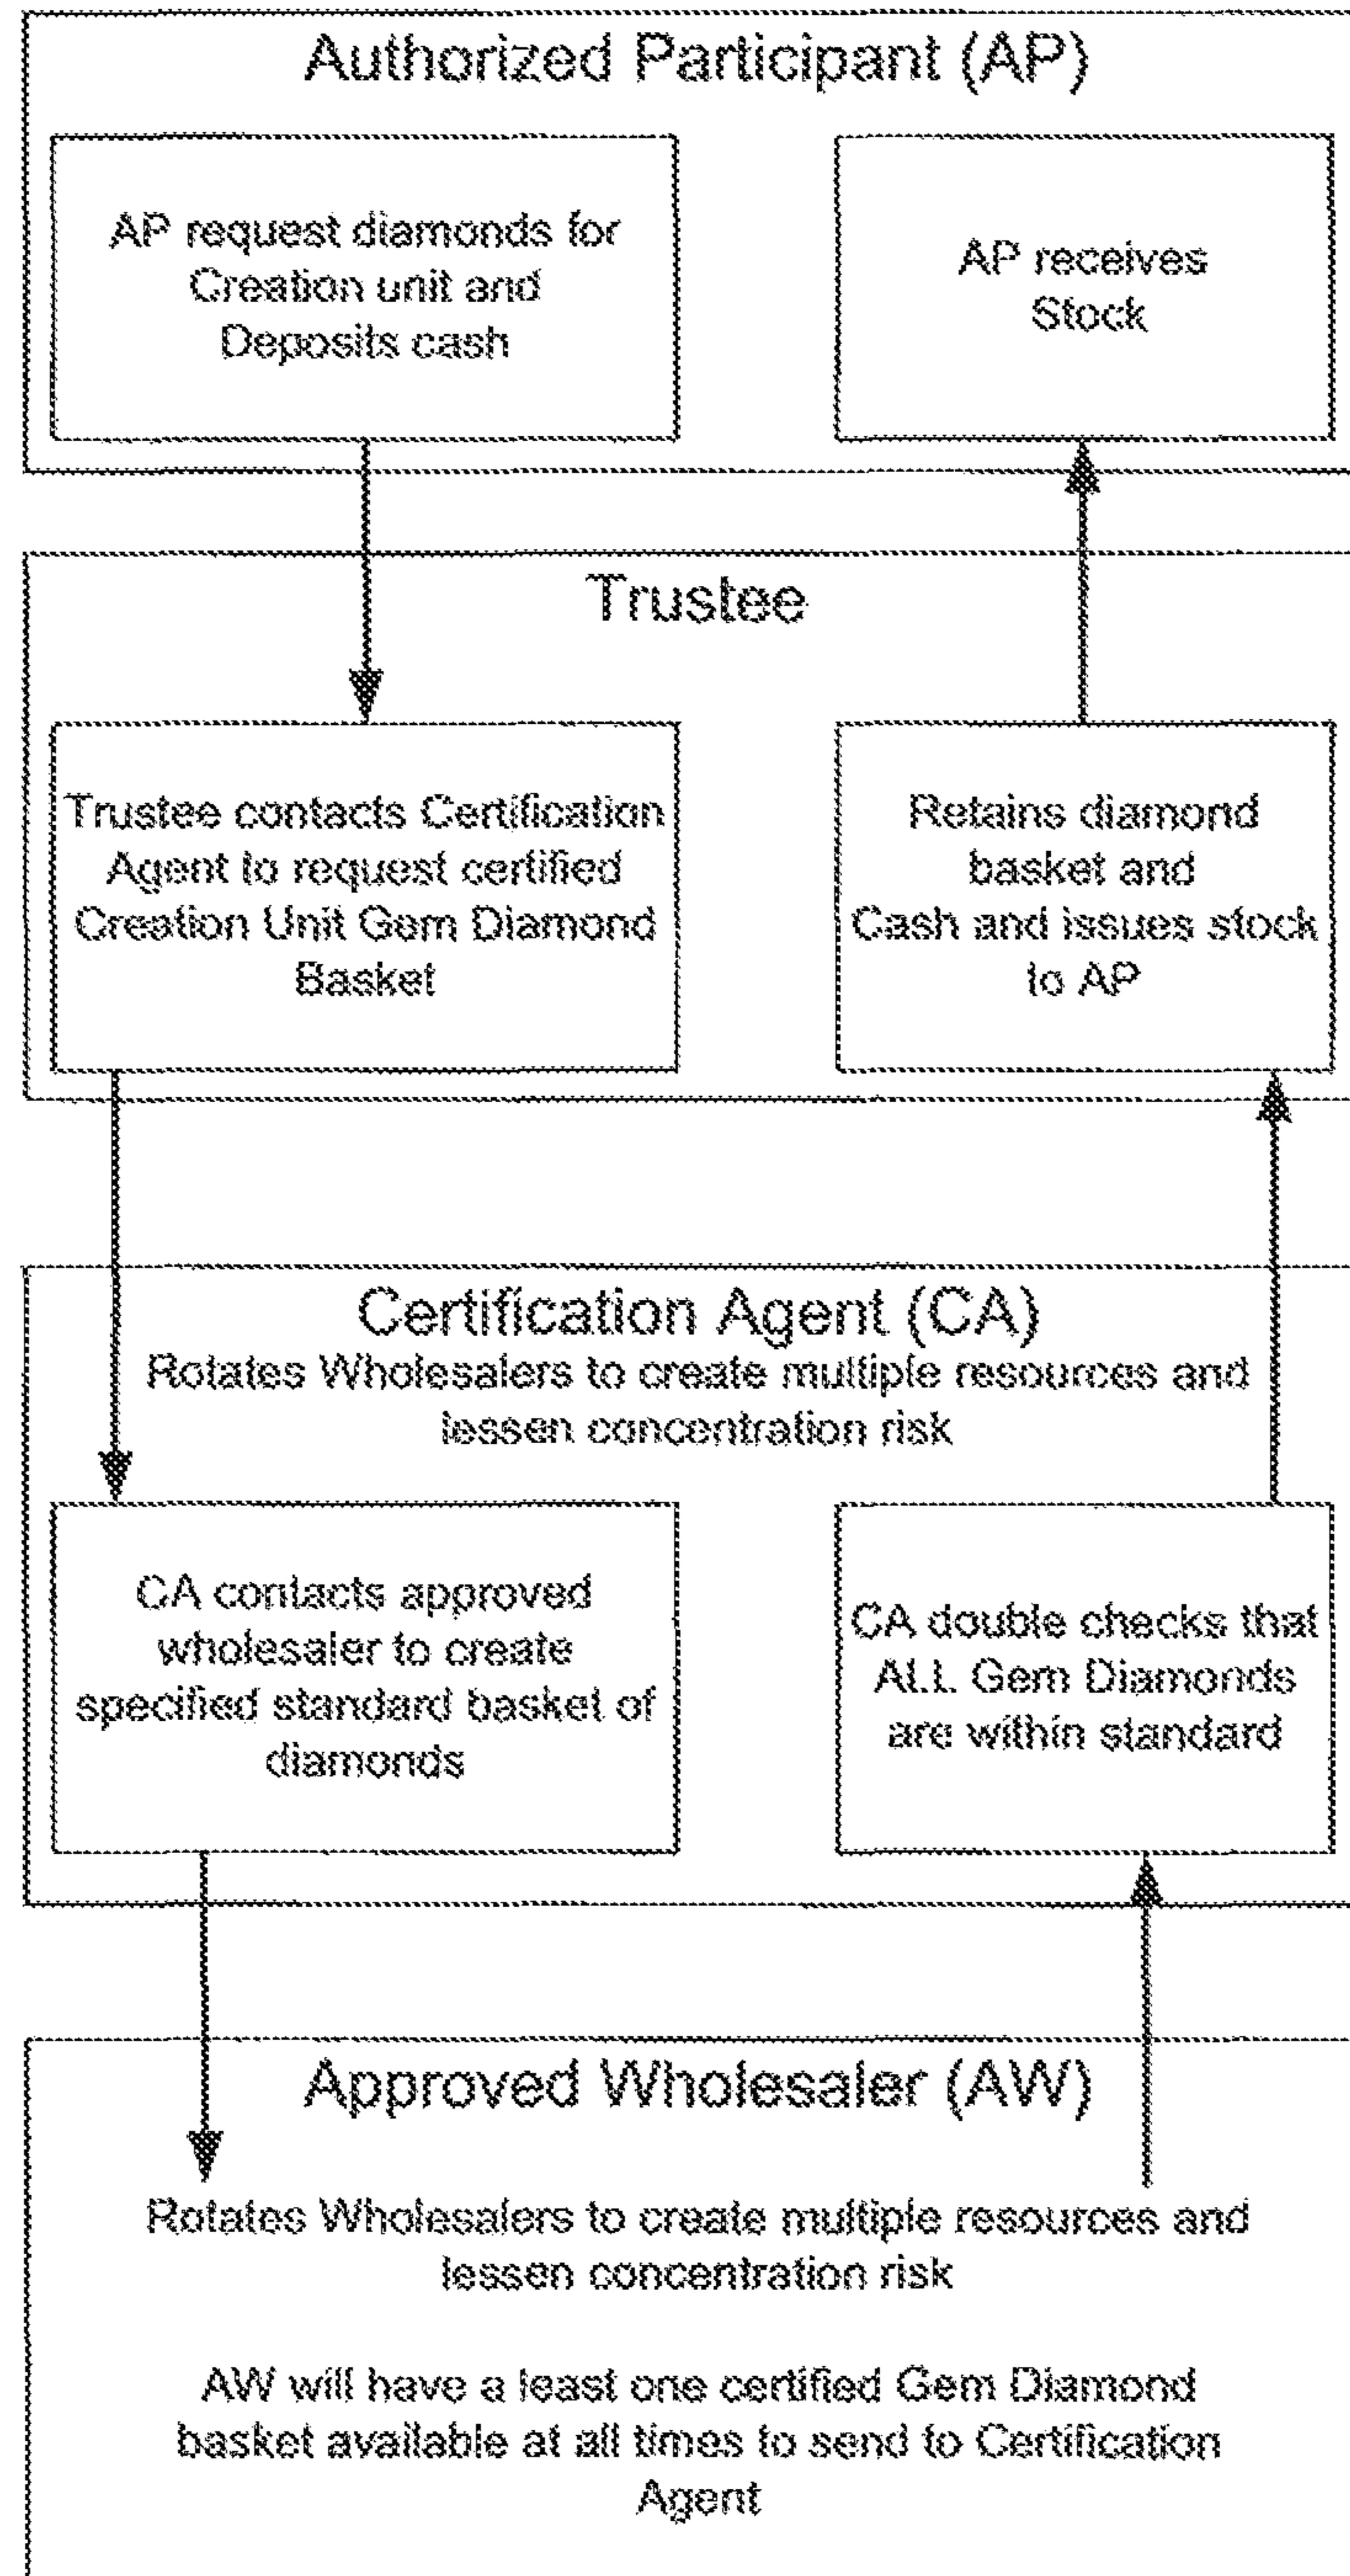 Authorized Participant (AP)
AP request diamonds for
Creation unit and
Deposits cash
AP receives
Stock
Trustee
Trustee contacts Certification
Agent to request certified
Creation Unit Gem Diamond
Basket
Retains diamond
basket and
Cash and issues stock
to AP
Certification Agent (CA)
Rotates Wholesalers to create multiple resources and
lessen concentration risk
CA contacts approved
wholesaler to create
specified standard basket of
diamonds
CA double checks that
ALL Gem Diamonds
are within standard
Approved Wholesaler (AW)
Rotates Wholesalers to create multiple resources and
lessen concentration risk
AW will have a least one certified Gem Diamond
basket available at all times to send to Certification
Agent